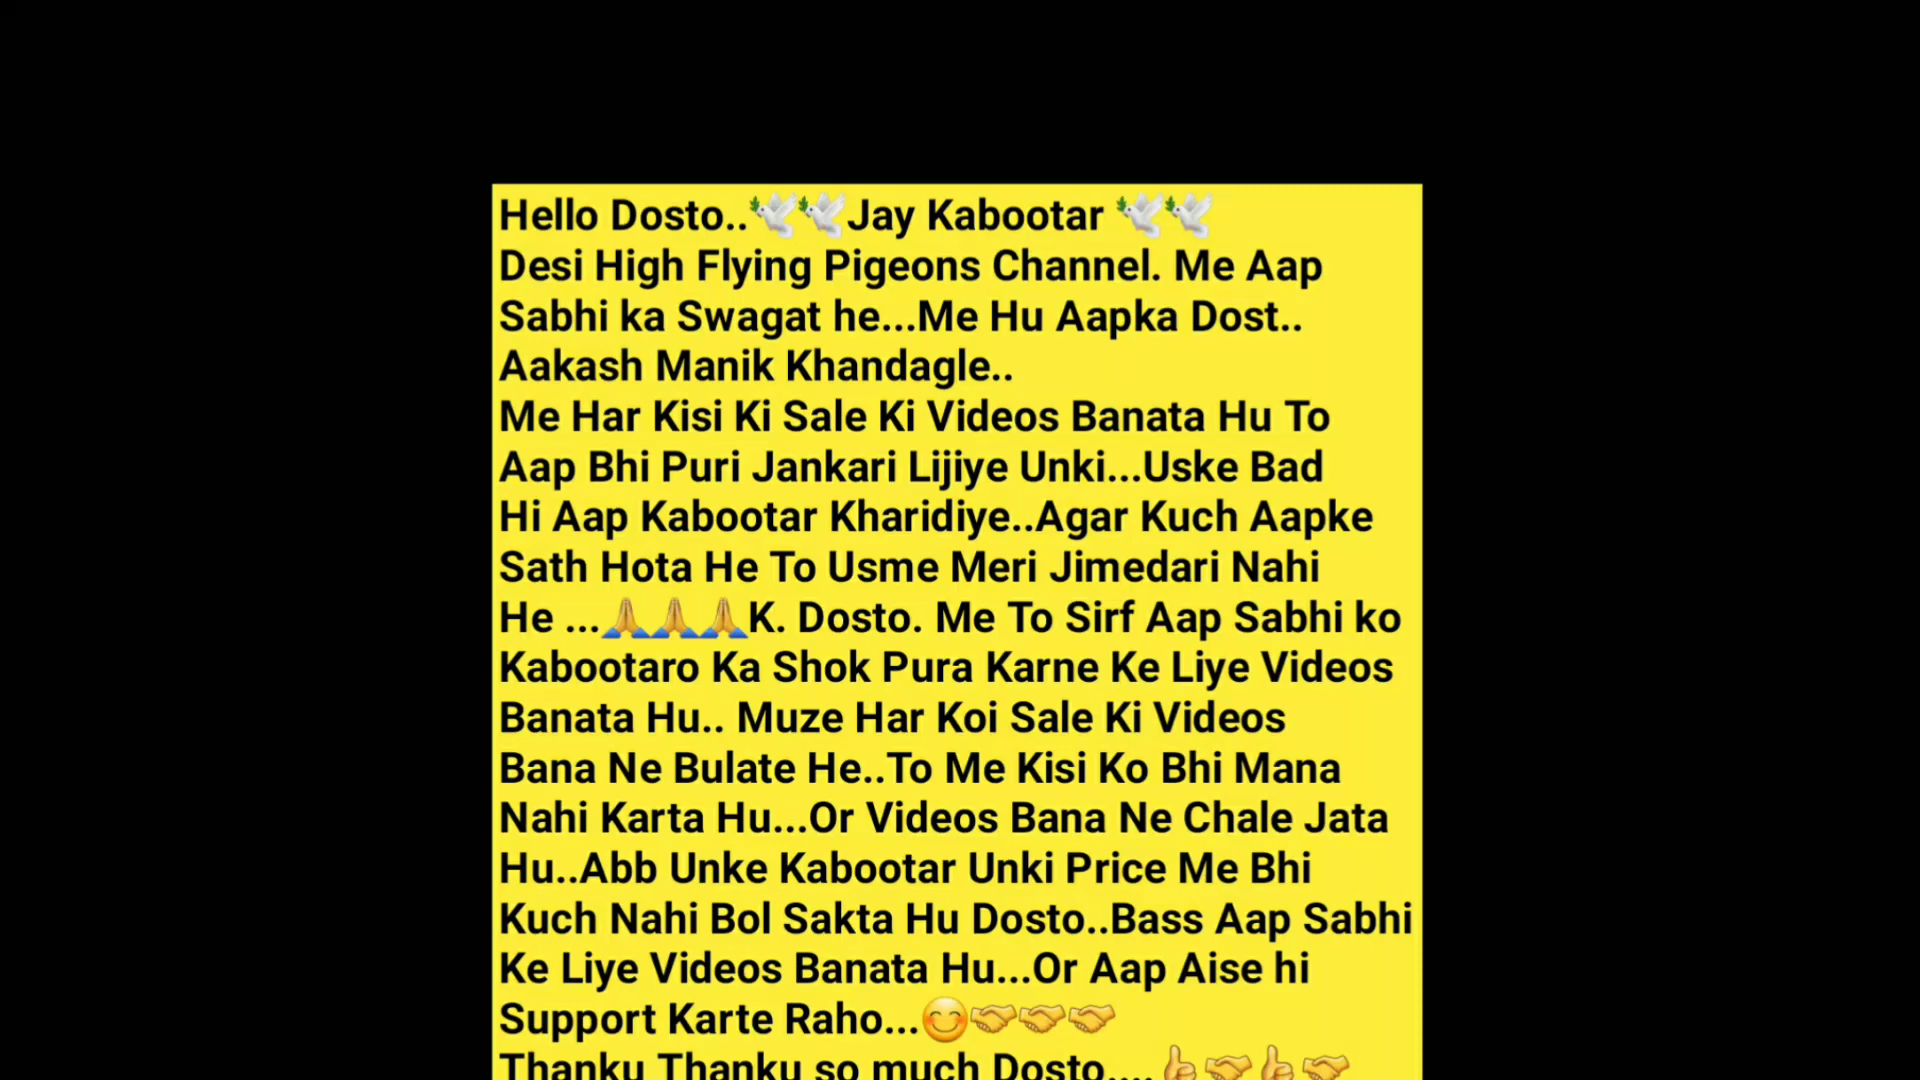 Hello Dosto..🕊️🕊️Jay Kabootar 🕊️🕊️
Desi High Flying Pigeons Channel. Me Aap
Sabhi ka Swagat he...Me Hu Aapka Dost..
Aakash Manik Khandagle..
Me Har Kisi Ki Sale Ki Videos Banata Hu To
Aap Bhi Puri Jankari Lijiye Unki...Uske Bad
Hi Aap Kabootar Kharidiye..Agar Kuch Aapke
Sath Hota He To Usme Meri Jimedari Nahi
He ...🙏🙏🙏K. Dosto. Me To Sirf Aap Sabhi ko
Kabootaro Ka Shok Pura Karne Ke Liye Videos
Banata Hu.. Muze Har Koi Sale Ki Videos
Bana Ne Bulate He..To Me Kisi Ko Bhi Mana
Nahi Karta Hu...Or Videos Bana Ne Chale Jata
Hu..Abb Unke Kabootar Unki Price Me Bhi
Kuch Nahi Bol Sakta Hu Dosto..Bass Aap Sabhi
Ke Liye Videos Banata Hu...Or Aap Aise hi
Support Karte Raho...😊🤝🤝🤝
Thanku Thanku so much Dosto....👍🤝👍🤝